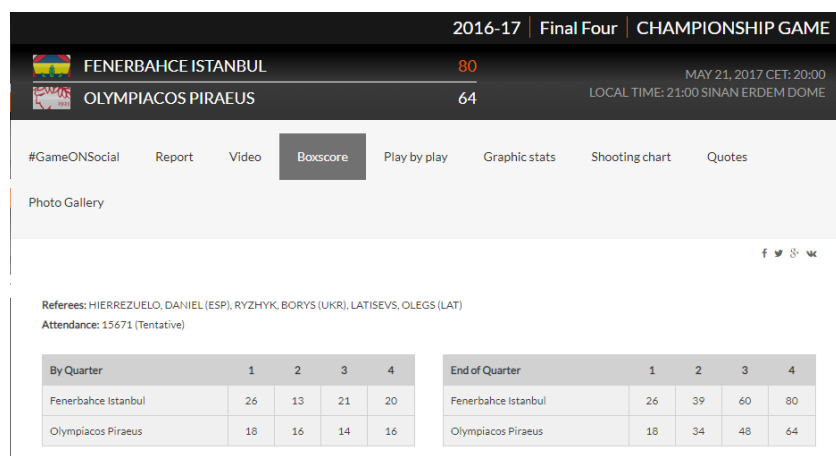 2016-17 | Final Four | CHAMPIONSHIP GAME
FENERBAHCE ISTANBUL 80
OLYMPIACOS PIRAEUS 64
MAY 21, 2017 CET: 20:00
LOCAL TIME: 21:00 SINAN ERDEM DOME
#GameONSocial Report Video Boxscore Play by play Graphic stats Shooting chart Quotes
Photo Gallery
Referees: HIERREZUELO, DANIEL (ESP), RYZHYK, BORYS (UKR), LATISEVS, OLEGS (LAT)
Attendance: 15671 (Tentative)
By Quarter 1 2 3 4
Fenerbahce Istanbul 26 13 21 20
Olympiacos Piraeus 18 16 14 16
End of Quarter 1 2 3 4
Fenerbahce Istanbul 26 39 60 80
Olympiacos Piraeus 18 34 48 64